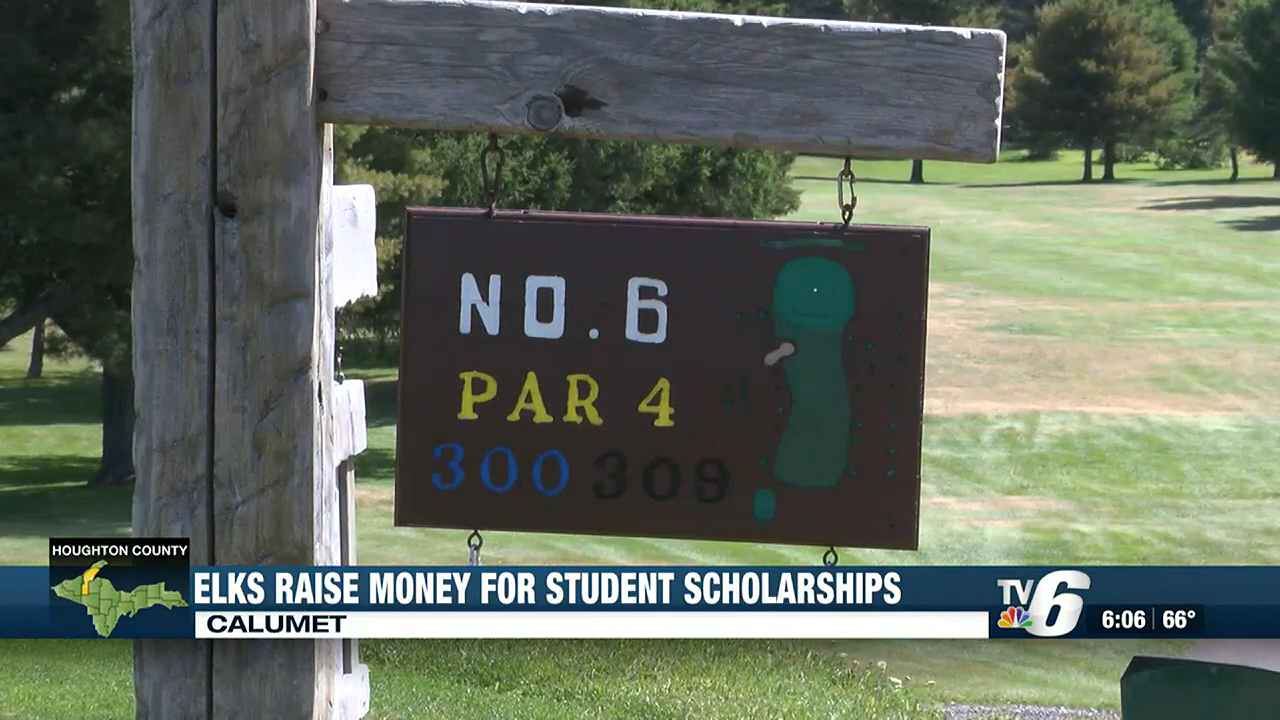 NO. 6
PAR 4
300 309
HOUGHTON COUNTY
ELKS RAISE MONEY FOR STUDENT SCHOLARSHIPS
CALUMET
TV6
6:06 66°